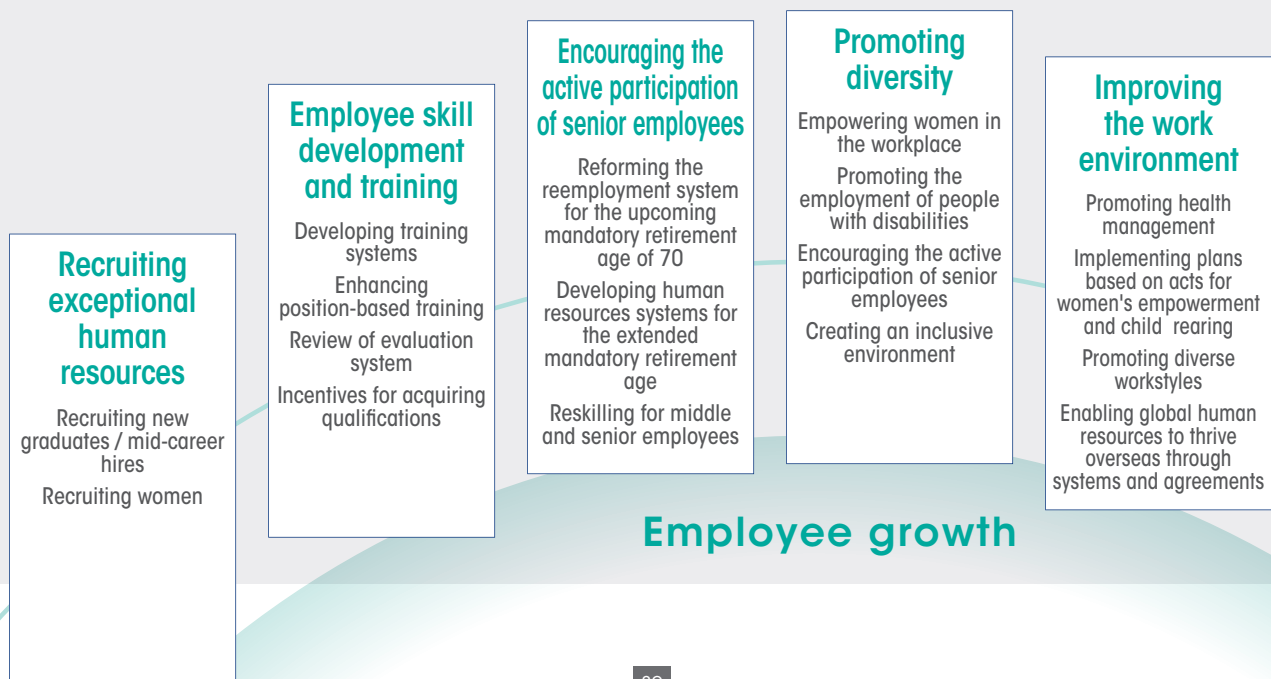 Recruiting
exceptional
human
resources
Recruiting new
graduates / mid-career
hires
Recruiting women
Employee skill
development
and training
Developing training
systems
Enhancing
position-based training
Review of evaluation
system
Incentives for acquiring
qualifications
Encouraging the
active participation
of senior employees
Reforming the
reemployment system
for the upcoming
mandatory retirement
age of 70
Developing human
resources systems for
the extended
mandatory retirement
age
Reskilling for middle
and senior employees
Promoting
diversity
Empowering women in
the workplace
Promoting the
employment of people
with disabilities
Encouraging the active
participation of senior
employees
Creating an inclusive
environment
Improving
the work
environment
Promoting health
management
Implementing plans
based on acts for
women's empowerment
and child  rearing
Promoting diverse
workstyles
Enabling global human
resources to thrive
overseas through
systems and agreements
Employee growth